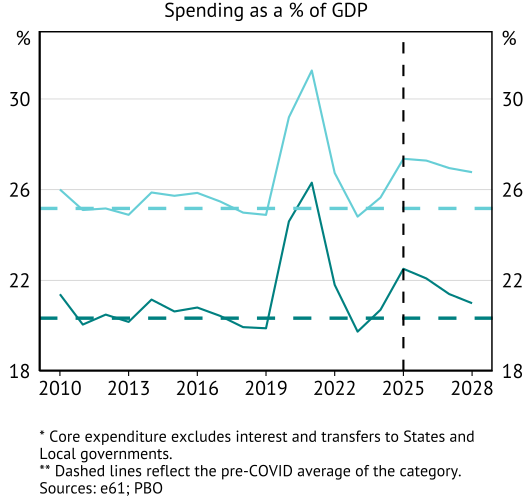 Spending as a % of GDP
% %
30 30
26 26
22 22
18 18
2010 2013 2016 2019 2022 2025 2028
* Core expenditure excludes interest and transfers to States and
Local governments.
** Dashed lines reflect the pre-COVID average of the category.
Sources: e61; PBO